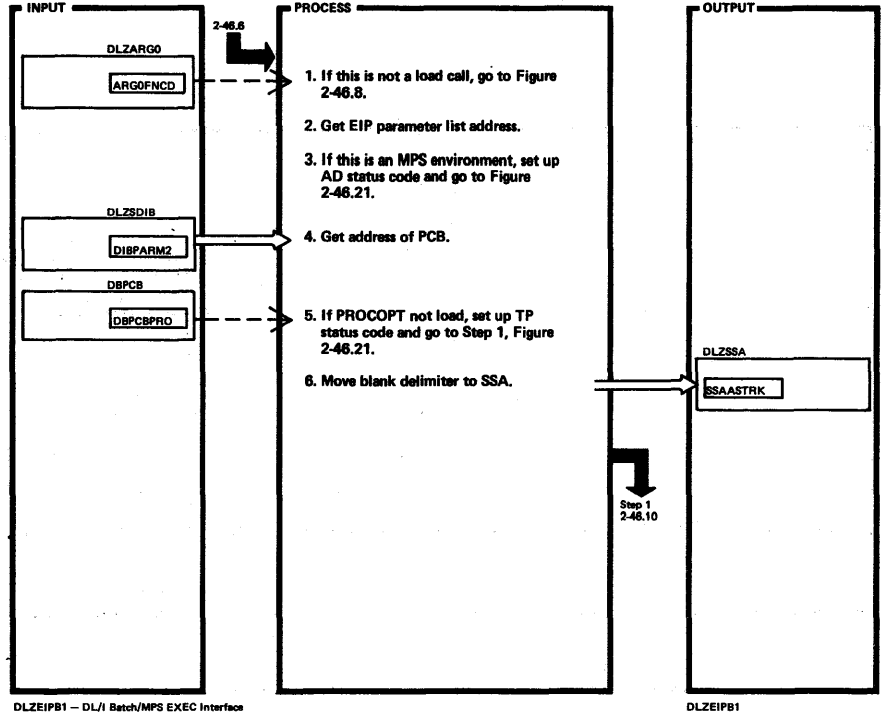 INPUT
DLZARG0
ARG0FNCD
DLZSDIB
DIBPARM2
DBPCB
DBPCBPRO
2-46.6
PROCESS
1. If this is not a load call, go to Figure
2-46.8.
2. Get EIP parameter list address.
3. If this is an MPS environment, set up
AD status code and go to Figure
2-46.21.
4. Get address of PCB.
5. If PROCOPT not load, set up TP
status code and go to Step 1, Figure
2-46.21.
6. Move blank delimiter to SSA.
Step 1
2-46.10
OUTPUT
DLZSSA
SSAASTRK
DLZEIPB1 — DL/I Batch/MPS EXEC Interface
DLZEIPB1